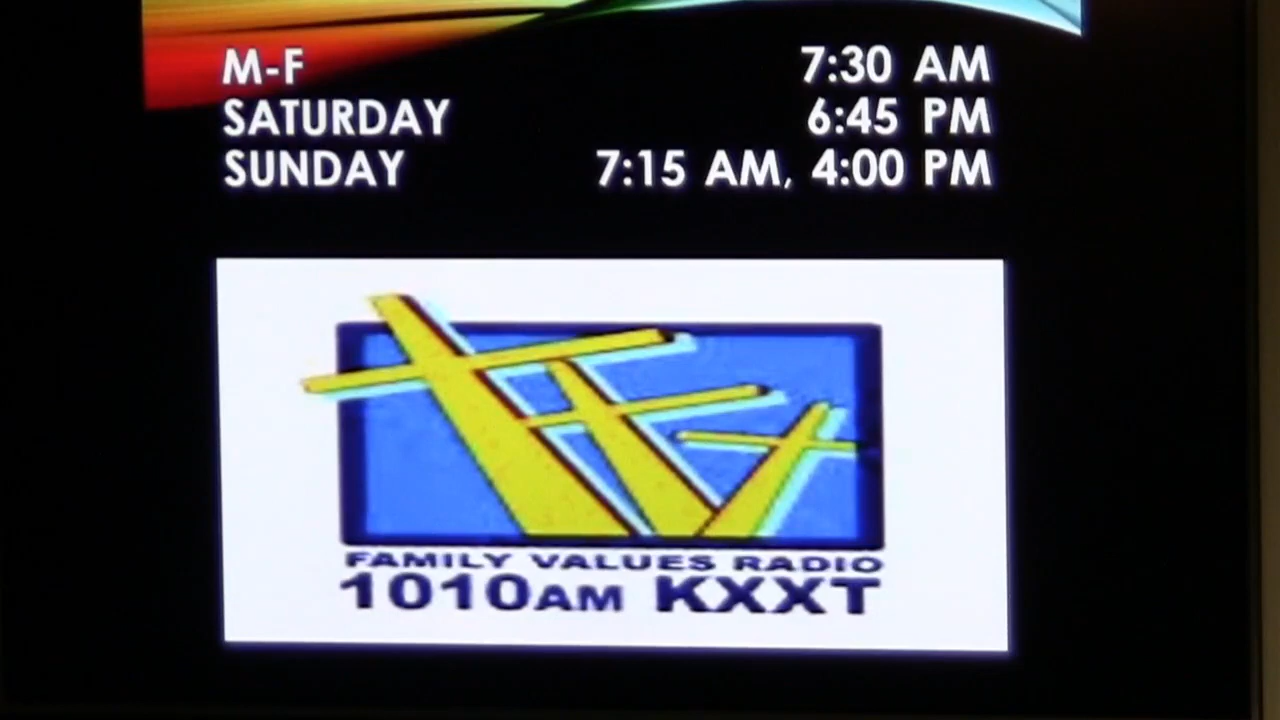 M-F 7:30 AM
SATURDAY 6:45 PM
SUNDAY 7:15 AM, 4:00 PM
FAMILY VALUES RADIO
1010AM KXXT